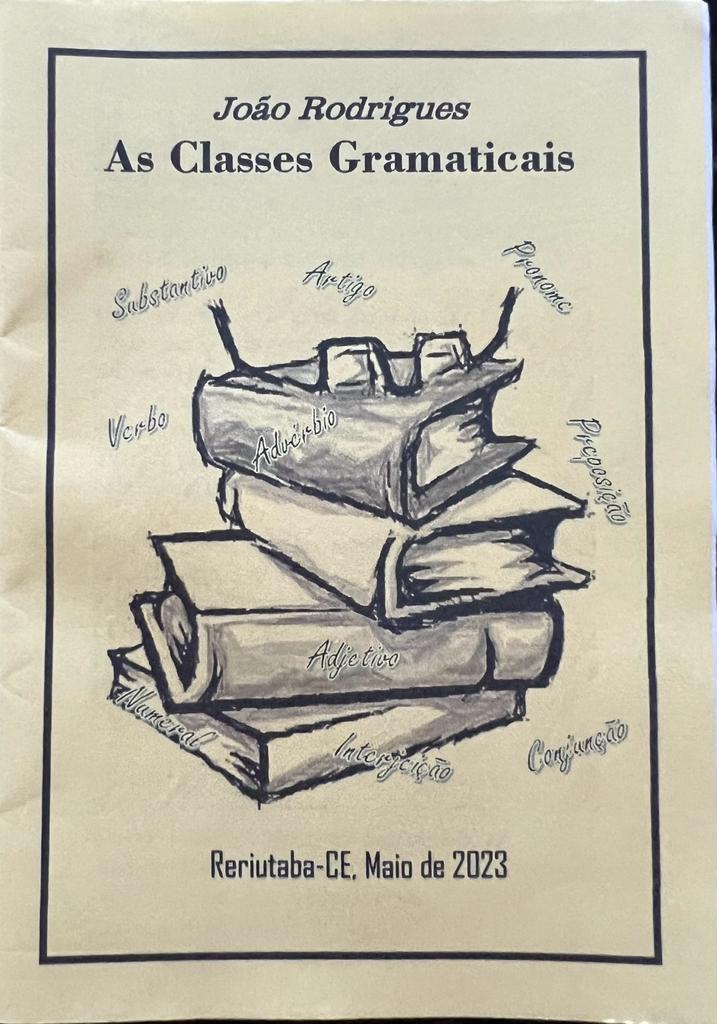 João Rodrigues
As Classes Gramaticais
Substantivo
Artigo
Pronome
Verbo
Advérbio
Preposição
Adjetivo
Numeral
Interjeição
Conjunção
Reriutaba-CE, Maio de 2023